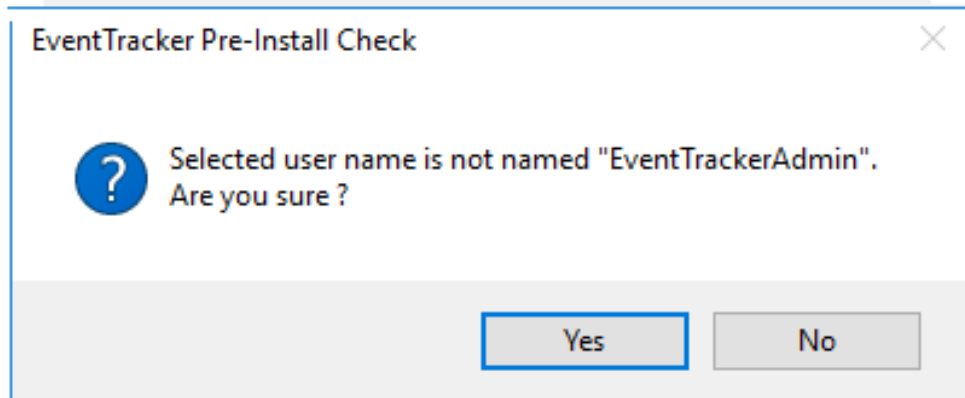 EventTracker Pre-Install Check
Selected user name is not named "EventTrackerAdmin".
Are you sure ?
Yes
No